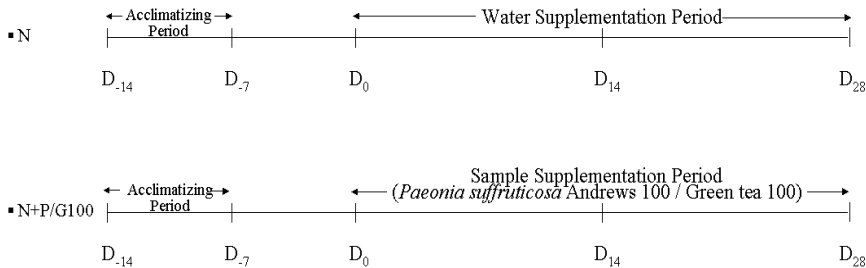 Acclimatizing
Period
Water Supplementation Period
▪ N
D-14
D-7
D0
D14
D28
Sample Supplementation Period
Acclimatizing
Period
(Paeonia suffruticosa Andrews 100 / Green tea 100)
▪ N+P/G100
D-14
D-7
D0
D14
D28